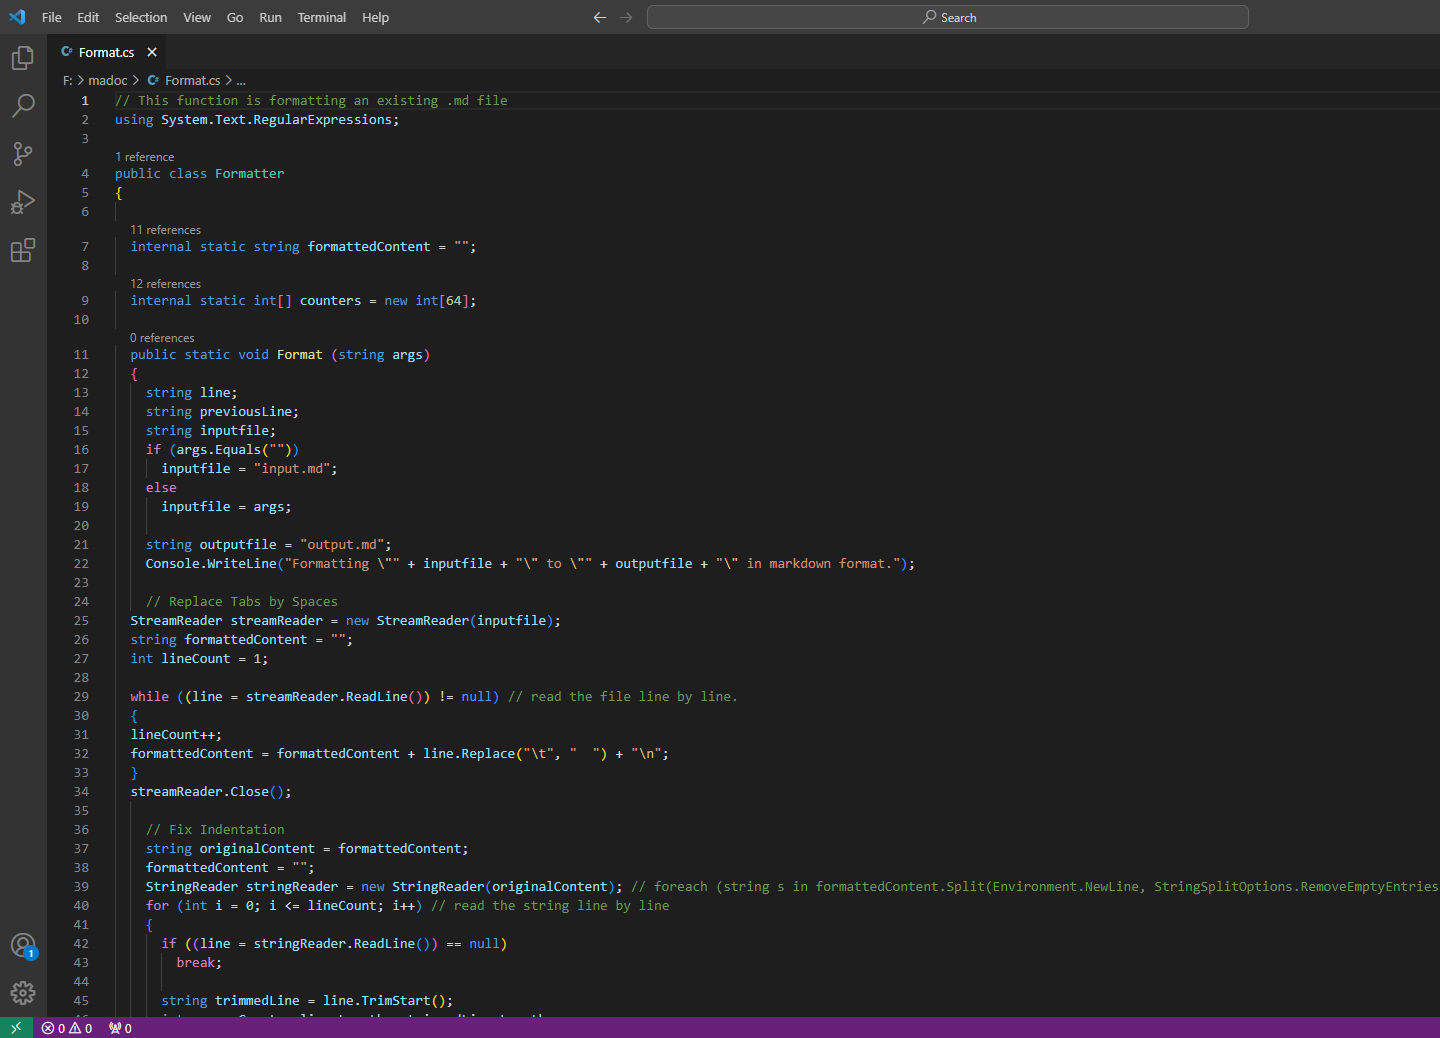 File Edit Selection View Go Run Terminal Help Search
Format.cs
F: > madoc > Format.cs > ...
1 // This function is formatting an existing .md file
2 using System.Text.RegularExpressions;
3
1 reference
4 public class Formatter
5 {
6
11 references
7 internal static string formattedContent = "";
8
12 references
9 internal static int[] counters = new int[64];
10
0 references
11 public static void Format (string args)
12 {
13 string line;
14 string previousLine;
15 string inputfile;
16 if (args.Equals(""))
17 inputfile = "input.md";
18 else
19 inputfile = args;
20
21 string outputfile = "output.md";
22 Console.WriteLine("Formatting \"" + inputfile + "\" to \"" + outputfile + "\" in markdown format.");
23
24 // Replace Tabs by Spaces
25 StreamReader streamReader = new StreamReader(inputfile);
26 string formattedContent = "";
27 int lineCount = 1;
28
29 while ((line = streamReader.ReadLine()) != null) // read the file line by line.
30 {
31 lineCount++;
32 formattedContent = formattedContent + line.Replace("\t", "  ") + "\n";
33 }
34 streamReader.Close();
35
36 // Fix Indentation
37 string originalContent = formattedContent;
38 formattedContent = "";
39 StringReader stringReader = new StringReader(originalContent); // foreach (string s in formattedContent.Split(Environment.NewLine, StringSplitOptions.RemoveEmptyEntries
40 for (int i = 0; i <= lineCount; i++) // read the string line by line
41 {
42 if ((line = stringReader.ReadLine()) == null)
43 break;
44
45 string trimmedLine = line.TrimStart();
1
0 0 0